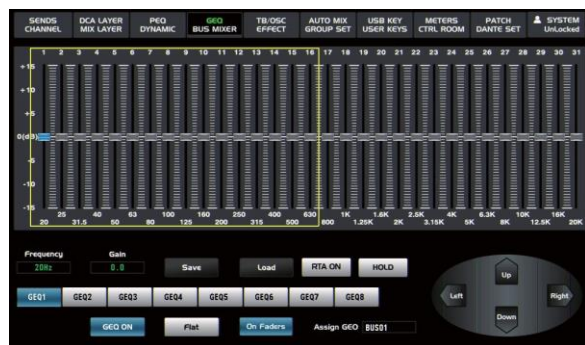 SENDS DCA LAYER PEQ GEQ TB/OSC AUTO MIX USB KEY METERS PATCH SYSTEM
CHANNEL MIX LAYER DYNAMIC BUS MIXER EFFECT GROUP SET USER KEYS CTRL ROOM DANTE SET UnLocked
1 2 3 4 5 6 7 8 9 10 11 12 13 14 15 16 17 18 19 20 21 22 23 24 25 26 27 28 29 30 31
+15
+10
+5
0(dB)
-5
-10
-15
25 40 63 100 160 250 400 630 1K 1.6K 2.5K 4K 6.3K 10K 16K
20 31.5 50 80 125 200 315 500 800 1.25K 2K 3.15K 5K 8K 12.5K 20K
Frequency Gain
20Hz 0.0 Save Load RTA ON HOLD
Up
GEQ1 GEQ2 GEQ3 GEQ4 GEQ5 GEQ6 GEQ7 GEQ8 Left Right
Down
GEQ ON Flat On Faders Assign GEQ BUS01